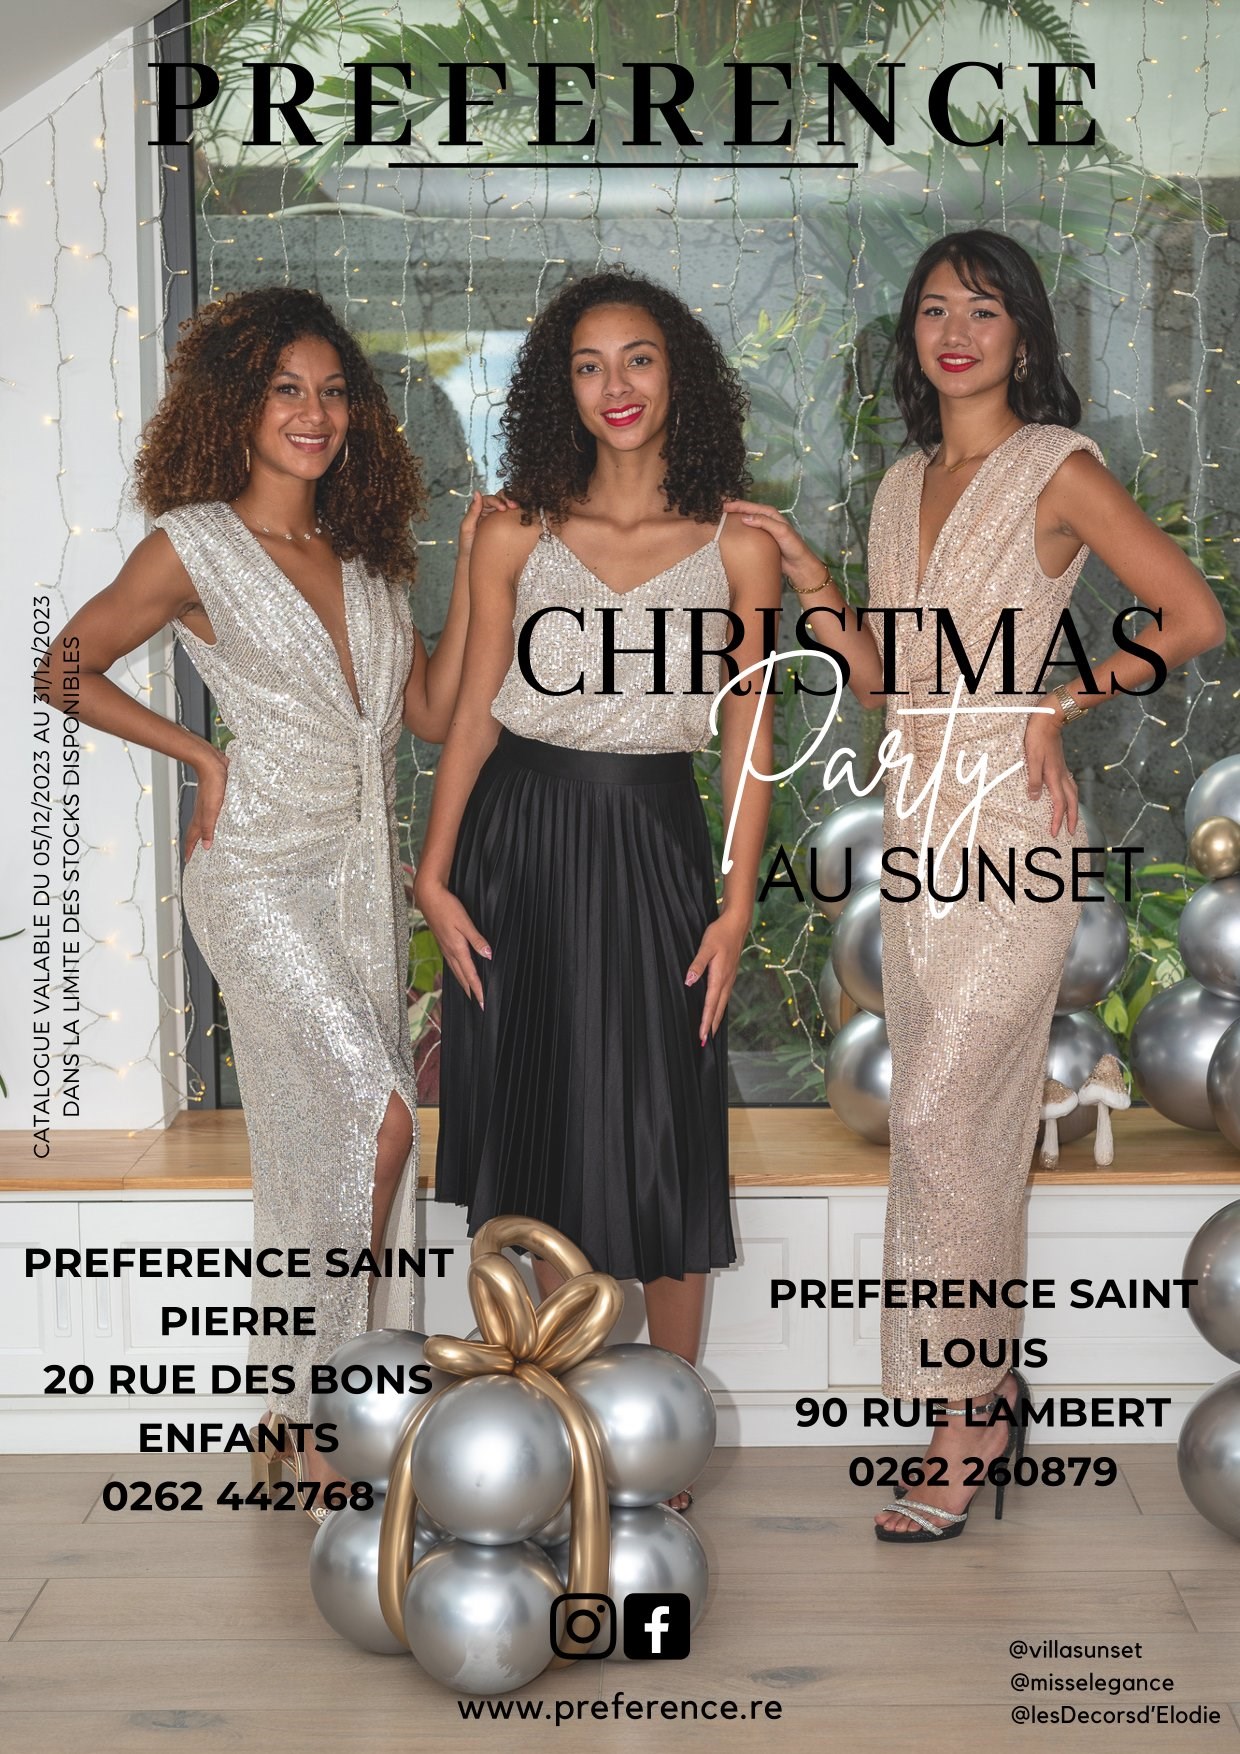 PREFERENCE
CHRISTMAS
Party
AU SUNSET
CATALOGUE VALABLE DU 05/12/2023 AU 31/12/2023
DANS LA LIMITE DES STOCKS DISPONIBLES
PREFERENCE SAINT
PIERRE
20 RUE DES BONS
ENFANTS
0262 442768
PREFERENCE SAINT
LOUIS
90 RUE LAMBERT
0262 260879
www.preference.re
@villasunset
@misselegance
@lesDecorsd'Elodie